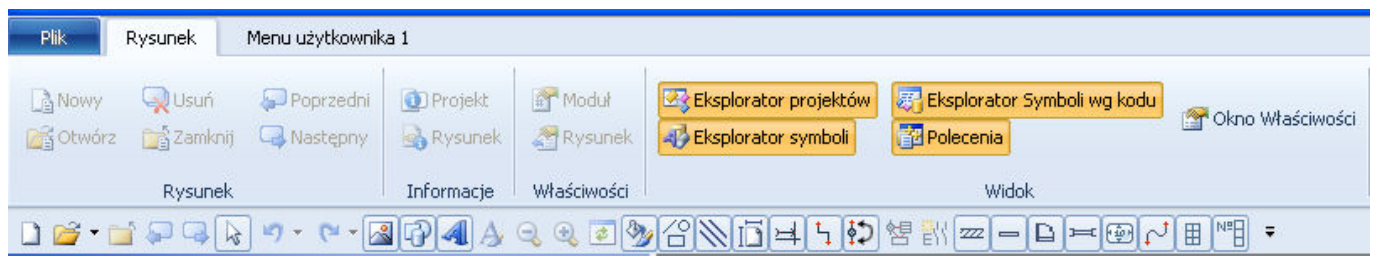 Plik Rysunek Menu użytkownika 1
Nowy Usuń Poprzedni Projekt Moduł Eksplorator projektów Eksplorator Symboli wg kodu Okno Właściwości
Otwórz Zamknij Następny Rysunek Rysunek Eksplorator symboli Polecenia
Rysunek Informacje Właściwości Widok